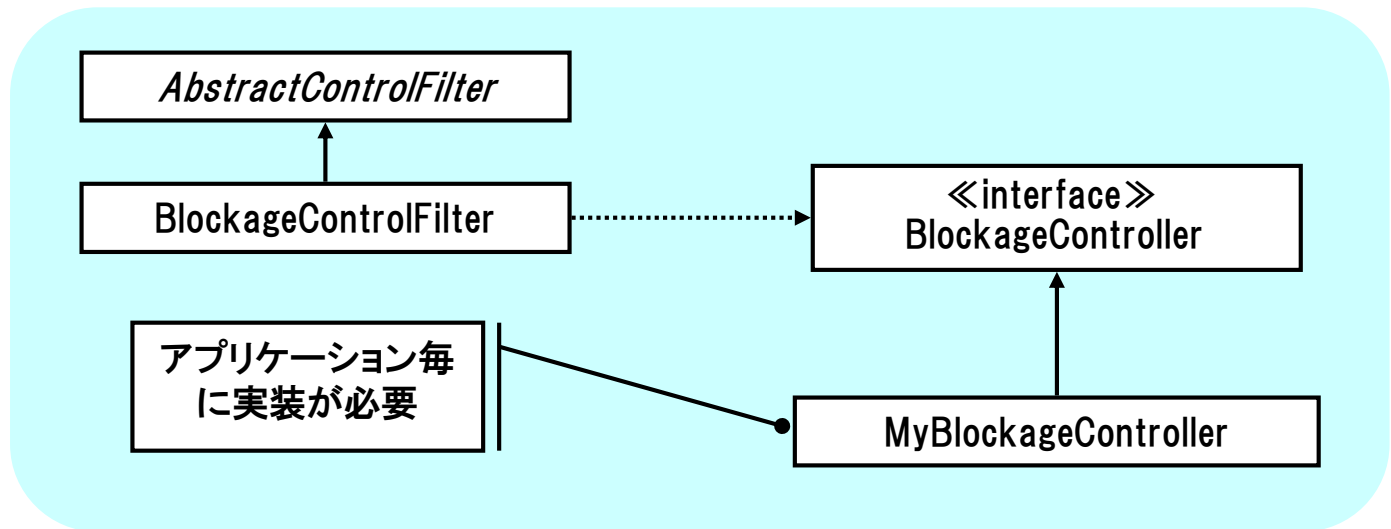 AbstractControlFilter
BlockageControlFilter
≪interface≫
BlockageController
アプリケーション毎
に実装が必要
MyBlockageController